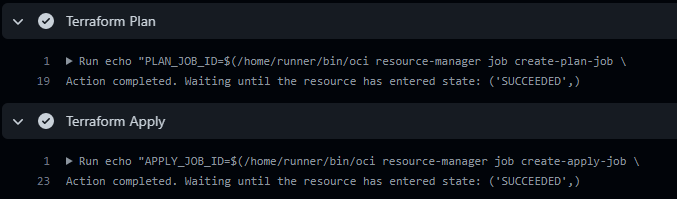 Terraform Plan
1 ▶ Run echo "PLAN_JOB_ID=$(/home/runner/bin/oci resource-manager job create-plan-job \
19 Action completed. Waiting until the resource has entered state: ('SUCCEEDED',)
Terraform Apply
1 ▶ Run echo "APPLY_JOB_ID=$(/home/runner/bin/oci resource-manager job create-apply-job \
23 Action completed. Waiting until the resource has entered state: ('SUCCEEDED',)